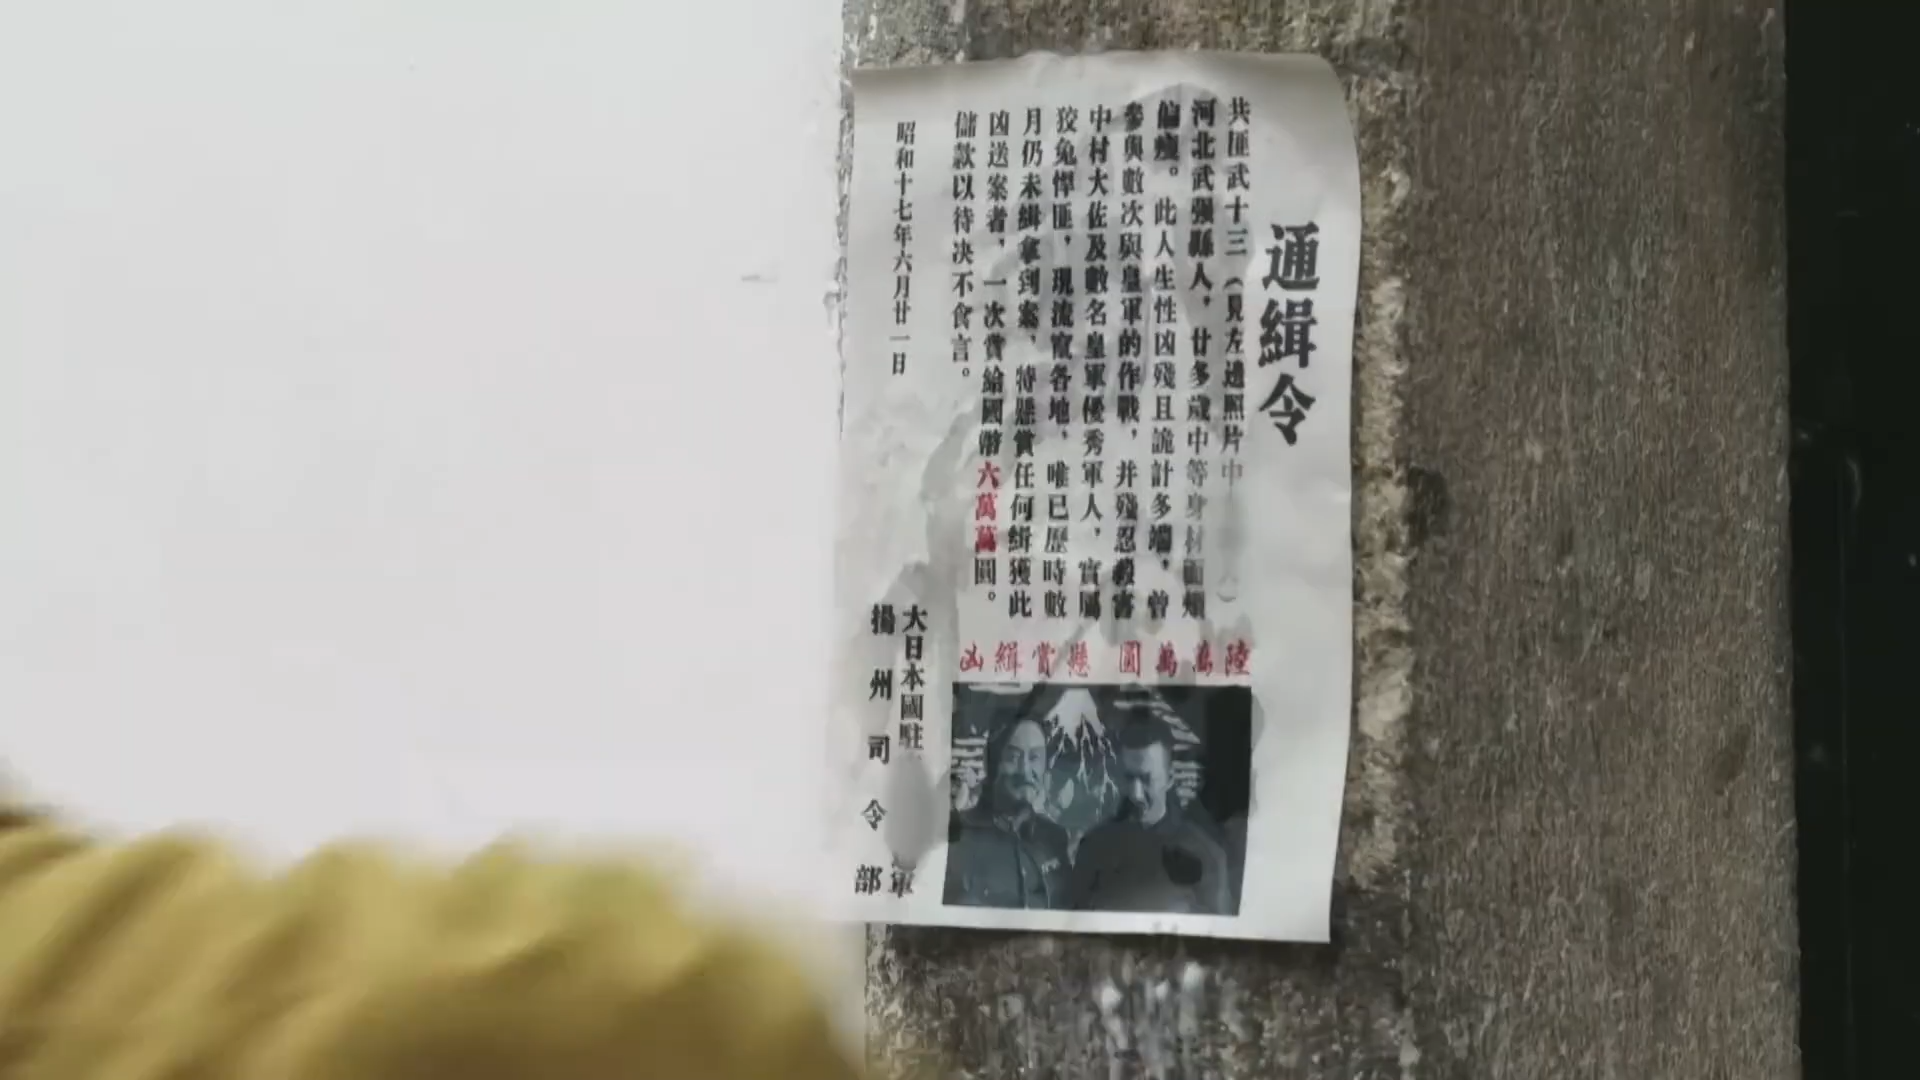 通緝令
共匪武十三（見左邊照片中
河北武强縣人，廿多歲中等身材面頰
偏瘦。此人生性凶殘且詭計多端，曾
參與數次與皇軍的作戰，并殘忍殺害
中村大佐及數名皇軍優秀軍人，實屬
狡兔悍匪，現流竄各地，唯已歷時數
月仍未緝拿到案，特懸賞任何緝獲此
凶送案者，一次賞給國幣六萬萬圓。
儲款以待決不食言。
昭和十七年六月廿一日
陸萬萬圓 懸賞緝凶
大日本國駐 軍
揚州司令部